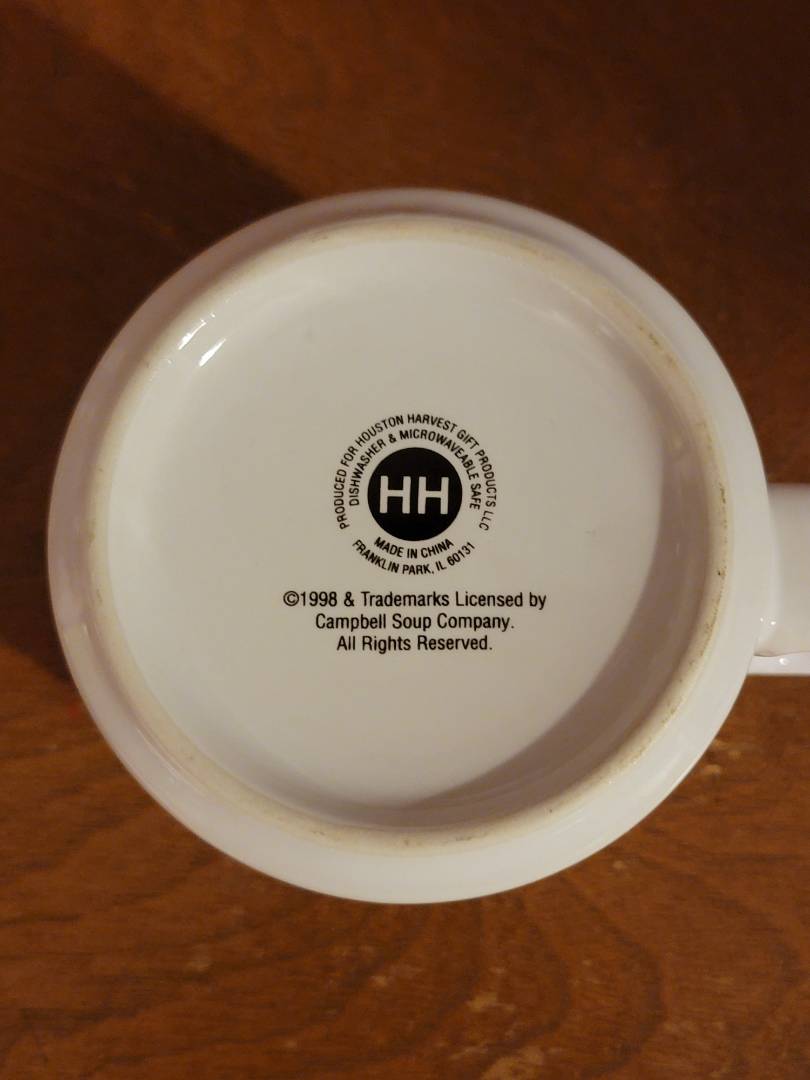 PRODUCED FOR HOUSTON HARVEST GIFT PRODUCTS LLC
DISHWASHER & MICROWAVEABLE SAFE
HH
MADE IN CHINA
FRANKLIN PARK, IL 60131
©1998 & Trademarks Licensed by
Campbell Soup Company.
All Rights Reserved.